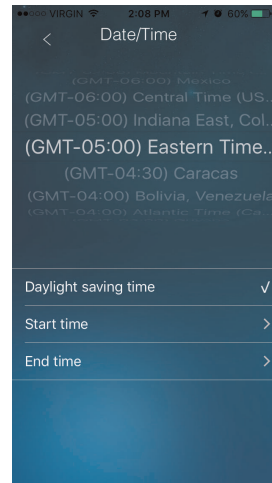 VIRGIN 2:08 PM 60%
Date/Time
(GMT-06:00) Mexico
(GMT-06:00) Central Time (US..
(GMT-05:00) Indiana East, Col..
(GMT-05:00) Eastern Time..
(GMT-04:30) Caracas
(GMT-04:00) Bolivia, Venezuela
(GMT-04:00) Atlantic Time (Ca..
Daylight saving time
Start time
End time